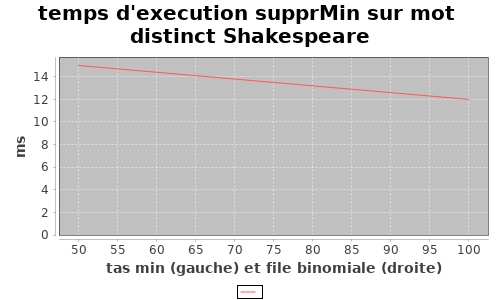 temps d'execution supprMin sur mot
distinct Shakespeare
ms
14
12
10
8
6
4
2
0
50 55 60 65 70 75 80 85 90 95 100
tas min (gauche) et file binomiale (droite)